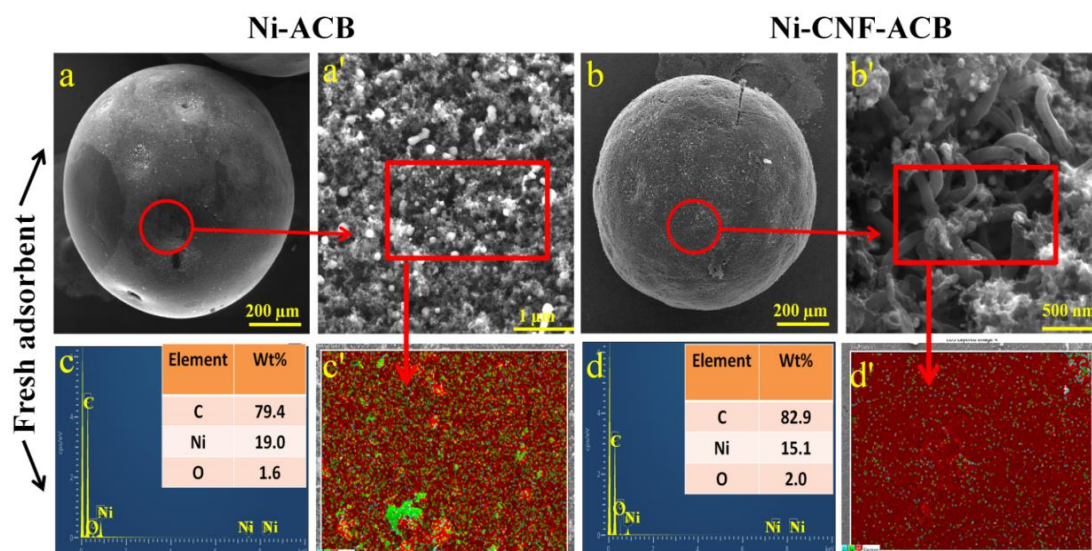 Ni-ACB
Ni-CNF-ACB
Fresh adsorbent
a
200 µm
a'
1 µm
b
200 µm
b'
500 nm
c
Element Wt%
C 79.4
Ni 19.0
O 1.6
C
O
Ni
Ni Ni
c'
d
Element Wt%
C 82.9
Ni 15.1
O 2.0
C
O
Ni
Ni Ni
d'